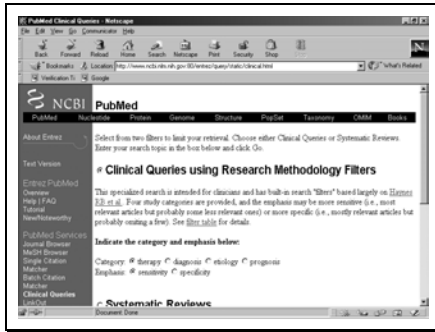 PubMed Clinical Queries - Netscape
File Edit View Go Communicator Help
Back Forward Reload Home Search Netscape Print Security Shop
Bookmarks Location: http://www.ncbi.nlm.nih.gov:80/entrez/query/static/clinical.html What's Related
Google
NCBI PubMed
PubMed Nucleotide Protein Genome Structure PopSet Taxonomy OMIM Books
About Entrez
Text Version
Entrez PubMed
Overview
Help | FAQ
Tutorial
New/Noteworthy
PubMed Services
Journal Browser
MeSH Browser
Single Citation
Matcher
Batch Citation
Matcher
Clinical Queries
LinkOut
Select from two filters to limit your retrieval. Choose either Clinical Queries or Systematic Reviews.
Enter your search topic in the box below and click Go.
Clinical Queries using Research Methodology Filters
This specialized search is intended for clinicians and has built-in search "filters" based largely on Haynes
RB et al. Four study categories are provided, and the emphasis may be more sensitive (i.e., most
relevant articles but probably some less relevant ones) or more specific (i.e., mostly relevant articles but
probably omitting a few). See filter table for details.
Indicate the category and emphasis below:
Category: therapy diagnosis etiology prognosis
Emphasis: sensitivity specificity
Systematic Reviews
Document Done